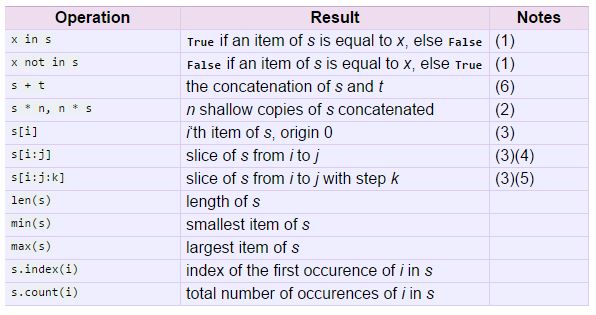 Operation Result Notes
x in s True if an item of s is equal to x, else False (1)
x not in s False if an item of s is equal to x, else True (1)
s + t the concatenation of s and t (6)
s * n, n * s n shallow copies of s concatenated (2)
s[i] i'th item of s, origin 0 (3)
s[i:j] slice of s from i to j (3)(4)
s[i:j:k] slice of s from i to j with step k (3)(5)
len(s) length of s
min(s) smallest item of s
max(s) largest item of s
s.index(i) index of the first occurence of i in s
s.count(i) total number of occurences of i in s